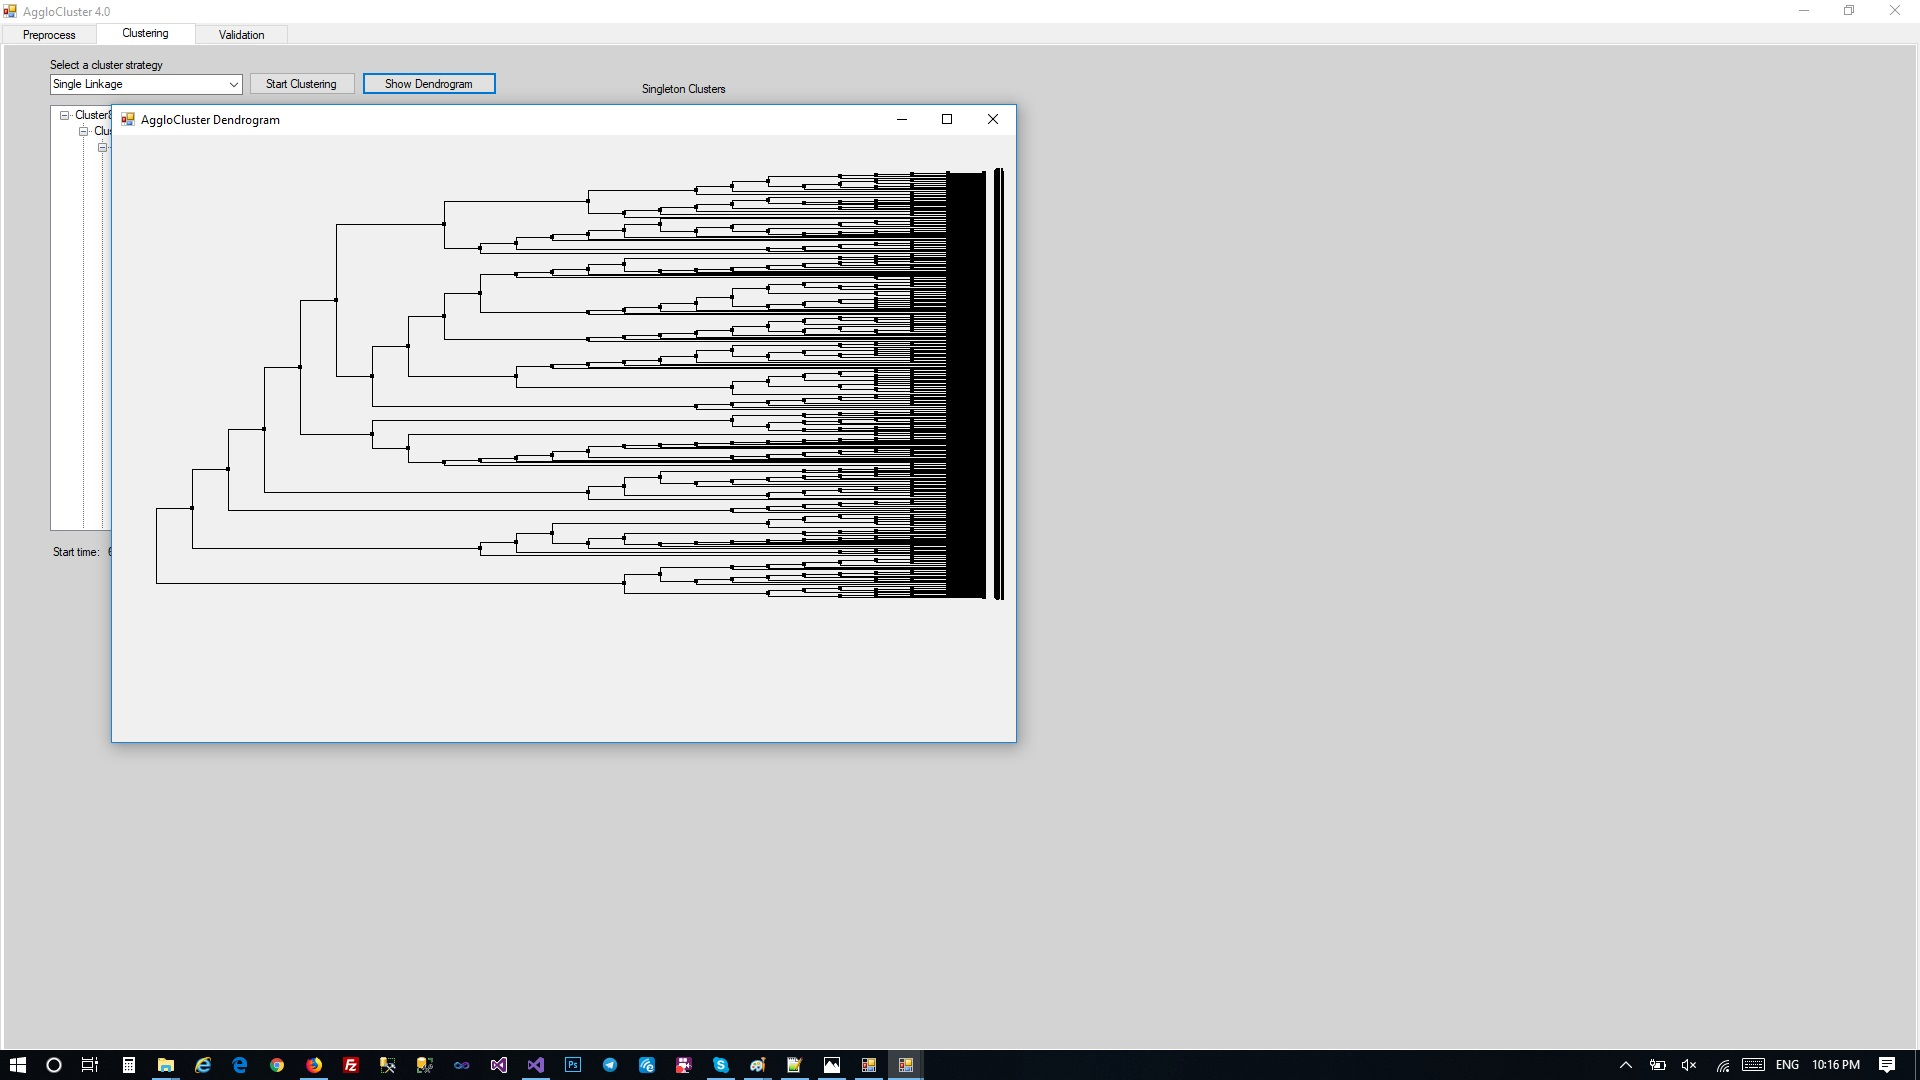 AggloCluster 4.0
Preprocess
Clustering
Validation
Select a cluster strategy
Single Linkage
Start Clustering
Show Dendrogram
Singleton Clusters
AggloCluster Dendrogram
Start time:
Ps
ENG
10:16 PM